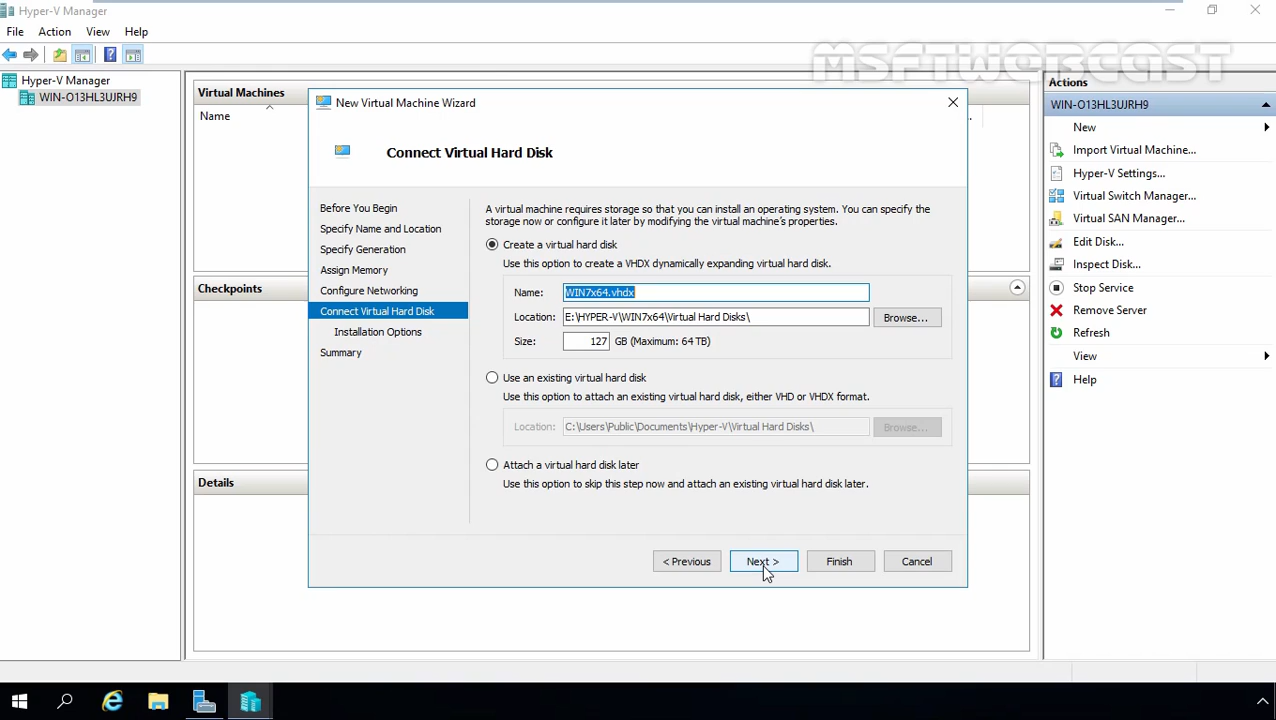 Hyper-V Manager
File Action View Help
MSFTWEBCAST
Hyper-V Manager
WIN-O13HL3UJRH9
Virtual Machines
Name
Checkpoints
Details
New Virtual Machine Wizard
Connect Virtual Hard Disk
Before You Begin
Specify Name and Location
Specify Generation
Assign Memory
Configure Networking
Connect Virtual Hard Disk
Installation Options
Summary
A virtual machine requires storage so that you can install an operating system. You can specify the
storage now or configure it later by modifying the virtual machine's properties.
Create a virtual hard disk
Use this option to create a VHDX dynamically expanding virtual hard disk.
Name: WIN7x64.vhdx
Location: E:\HYPER-V\WIN7x64\Virtual Hard Disks\ Browse...
Size: 127 GB (Maximum: 64 TB)
Use an existing virtual hard disk
Use this option to attach an existing virtual hard disk, either VHD or VHDX format.
Location: C:\Users\Public\Documents\Hyper-V\Virtual Hard Disks\ Browse...
Attach a virtual hard disk later
Use this option to skip this step now and attach an existing virtual hard disk later.
< Previous Next > Finish Cancel
Actions
WIN-O13HL3UJRH9
New
Import Virtual Machine...
Hyper-V Settings...
Virtual Switch Manager...
Virtual SAN Manager...
Edit Disk...
Inspect Disk...
Stop Service
Remove Server
Refresh
View
Help